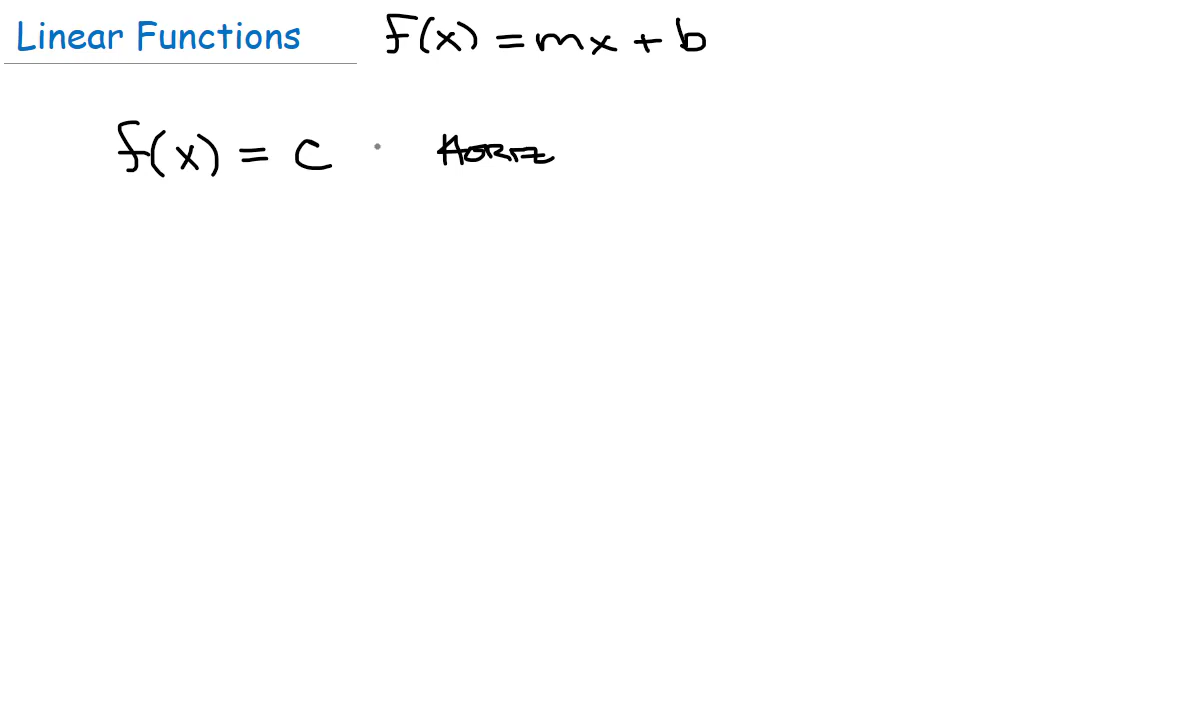 Linear Functions f(x) = mx + b
f(x) = c HORIZ